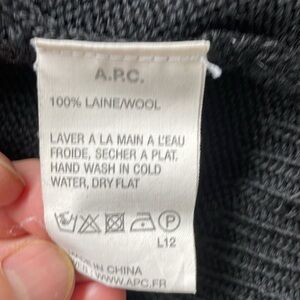 A.P.C.
100% LAINE/WOOL
LAVER A LA MAIN A L'EAU
FROIDE, SECHER A PLAT.
HAND WASH IN COLD
WATER, DRY FLAT
P
L12
IN CHINA
WWW.APC.FR